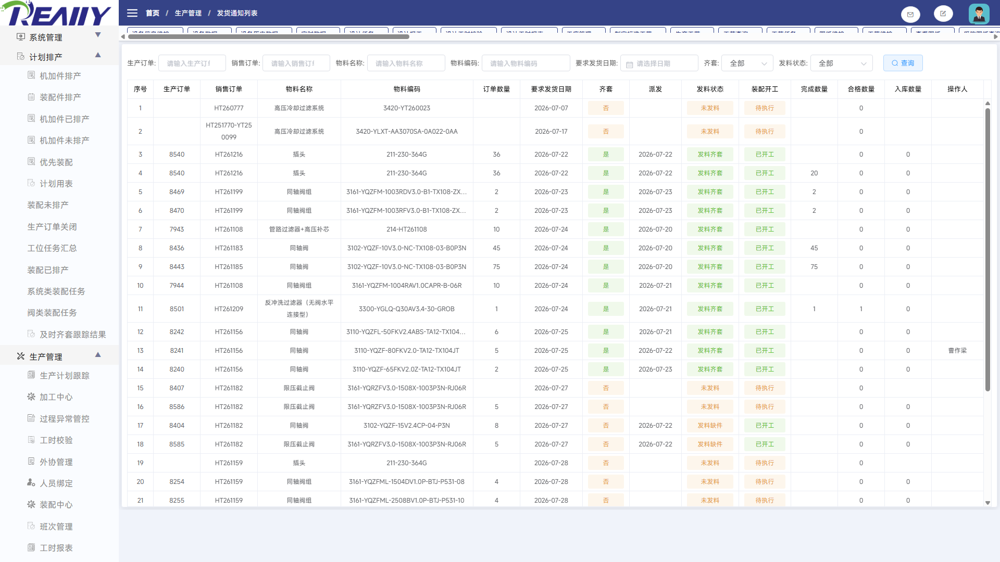 REAIIY
首页 / 生产管理 / 发货通知列表
系统管理
计划排产
机加件排产
装配件排产
机加件已排产
机加件未排产
优先装配
计划用表
装配未排产
生产订单关闭
工位任务汇总
装配已排产
系统类装配任务
阀类装配任务
及时齐套跟踪结果
生产管理
生产计划跟踪
加工中心
过程异常管控
工时校验
外协管理
人员绑定
装配中心
班次管理
工时报表
生产订单: 请输入生产订单 销售订单: 请输入销售订单 物料名称: 请输入物料名称 物料编码: 请输入物料编码 要求发货日期: 请选择日期 齐套: 全部 发料状态: 全部 查询
序号 生产订单 销售订单 物料名称 物料编码 订单数量 要求发货日期 齐套 派发 发料状态 装配开工 完成数量 合格数量 入库数量 操作人
1 HT260777 高压冷却过滤系统 3420-YT260023 2026-07-07 否 未发料 待执行 0
2 HT251770-YT250099 高压冷却过滤系统 3420-YLXT-AA3070SA-0A022-0AA 2026-07-17 否 未发料 待执行 0
3 8540 HT261216 插头 211-230-364G 36 2026-07-22 是 2026-07-22 发料齐套 已开工 0 0
4 8540 HT261216 插头 211-230-364G 36 2026-07-22 是 2026-07-22 发料齐套 已开工 20 0 0
5 8469 HT261199 同轴阀组 3161-YQZFM-1003RDV3.0-B1-TX108-ZX... 2 2026-07-23 是 2026-07-23 发料齐套 已开工 2 0 0
6 8470 HT261199 同轴阀组 3161-YQZFM-1003RFV3.0-B1-TX108-ZX... 2 2026-07-23 是 2026-07-23 发料齐套 已开工 2 0 0
7 7943 HT261108 管路过滤器+高压补芯 214-HT261108 10 2026-07-24 是 2026-07-20 发料齐套 已开工 0 0
8 8436 HT261183 同轴阀 3102-YQZF-10V3.0-NC-TX108-03-B0P3N 45 2026-07-24 是 2026-07-20 发料齐套 已开工 45 0 0
9 8443 HT261185 同轴阀 3102-YQZF-10V3.0-NC-TX108-03-B0P3N 75 2026-07-24 是 2026-07-20 发料齐套 已开工 75 0 0
10 7944 HT261108 同轴阀组 3161-YQZFM-1004RAV1.0CAPR-B-06R 10 2026-07-24 是 2026-07-21 发料齐套 已开工 0 0
11 8501 HT261209 反冲洗过滤器（无阀水平连接型） 3300-YGLQ-Q30AV3.4-30-GROB 1 2026-07-24 是 2026-07-21 发料齐套 已开工 1 1 0
12 8242 HT261156 同轴阀 3110-YQZFL-50FKV2.4ABS-TA12-TX104... 6 2026-07-25 是 2026-07-21 发料齐套 已开工 0 0
13 8241 HT261156 同轴阀 3110-YQZF-80FKV2.0-TA12-TX104JT 5 2026-07-25 是 2026-07-22 发料齐套 已开工 0 0 曹作梁
14 8240 HT261156 同轴阀 3110-YQZF-65FKV2.0Z-TA12-TX104JT 2 2026-07-25 是 2026-07-23 发料齐套 已开工 0 0
15 8407 HT261182 限压截止阀 3161-YQRZFV3.0-1508X-1003P3N-RJ06R 2026-07-27 否 未发料 待执行 0
16 8586 HT261182 限压截止阀 3161-YQRZFV3.0-1508X-1003P3N-RJ06R 5 2026-07-27 否 未发料 待执行 0 0
17 8404 HT261182 同轴阀 3102-YQZF-15V2.4CP-04-P3N 8 2026-07-27 否 2026-07-22 发料缺件 已开工 0 0
18 8585 HT261182 限压截止阀 3161-YQRZFV3.0-1508X-1003P3N-RJ06R 5 2026-07-27 否 2026-07-22 发料缺件 已开工 0 0
19 HT261159 插头 211-230-364G 2026-07-28 否 未发料 待执行 0
20 8254 HT261159 同轴阀组 3161-YQZFML-1504DV1.0P-BTJ-P531-08 4 2026-07-28 否 未发料 待执行 0 0
21 8255 HT261159 同轴阀组 3161-YQZFML-2508BV1.0P-BTJ-P531-10 4 2026-07-28 否 未发料 待执行 0 0